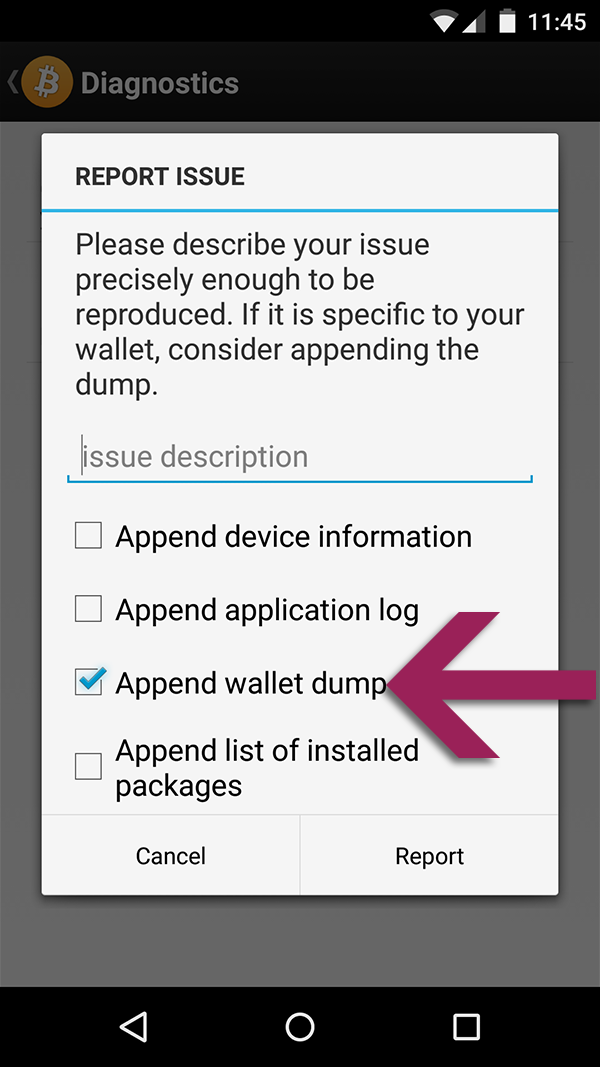 11:45
Diagnostics
REPORT ISSUE
Please describe your issue
precisely enough to be
reproduced. If it is specific to your
wallet, consider appending the
dump.
issue description
Append device information
Append application log
Append wallet dump
Append list of installed
packages
Cancel
Report